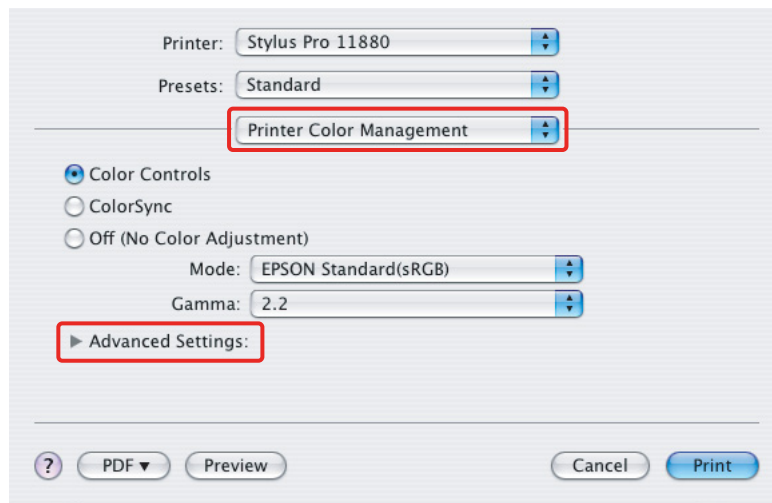 Printer: Stylus Pro 11880
Presets: Standard
Printer Color Management
Color Controls
ColorSync
Off (No Color Adjustment)
Mode: EPSON Standard(sRGB)
Gamma: 2.2
Advanced Settings:
? PDF ▼ Preview Cancel Print